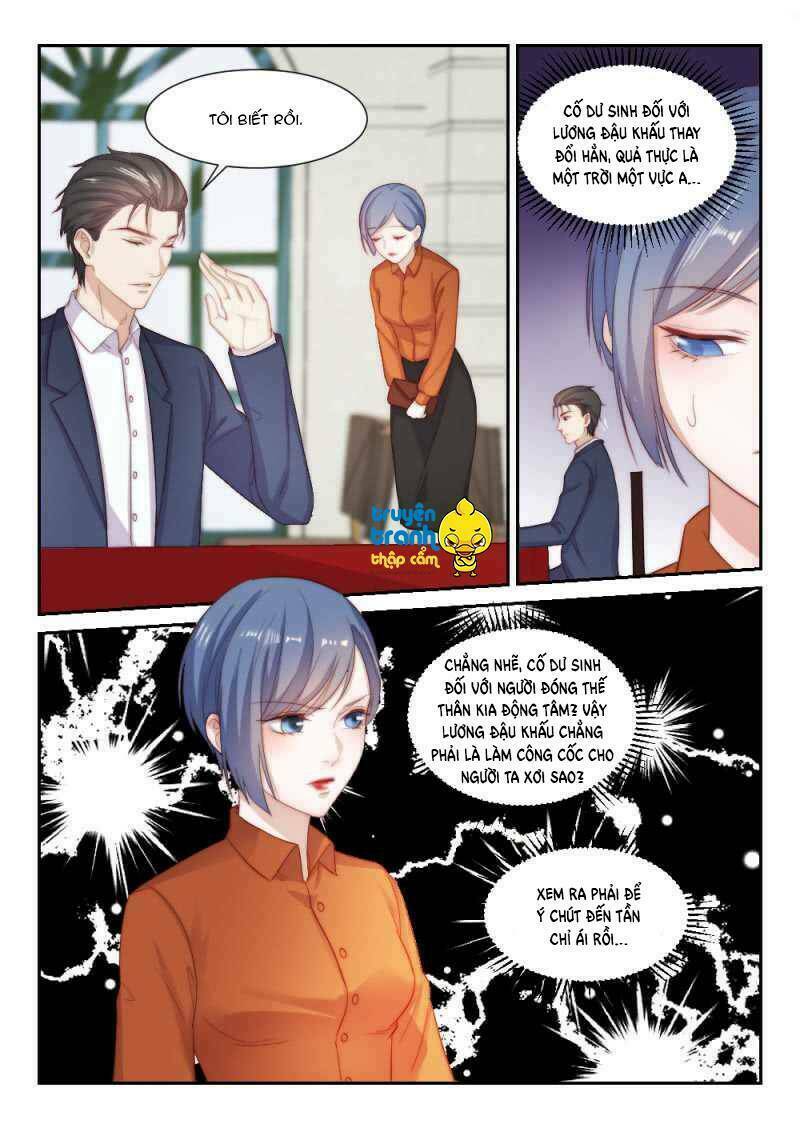 TÔI BIẾT RỒI.
CỐ DƯ SINH ĐỐI VỚI
LƯƠNG ĐẬU KHẤU THAY
ĐỔI HẲN, QUẢ THỰC LÀ
MỘT TRỜI MỘT VỰC A...
truyện
tranh
thập cẩm
CHẲNG NHẼ, CỐ DƯ SINH
ĐỐI VỚI NGƯỜI ĐÓNG THẾ
THÂN KIA ĐỘNG TÂM? VẬY
LƯƠNG ĐẬU KHẤU CHẲNG
PHẢI LÀ LÀM CÔNG CỐC CHO
NGƯỜI TA XƠI SAO?
XEM RA PHẢI ĐỂ
Ý CHÚT ĐẾN TẦN
CHỈ ÁI RỒI...